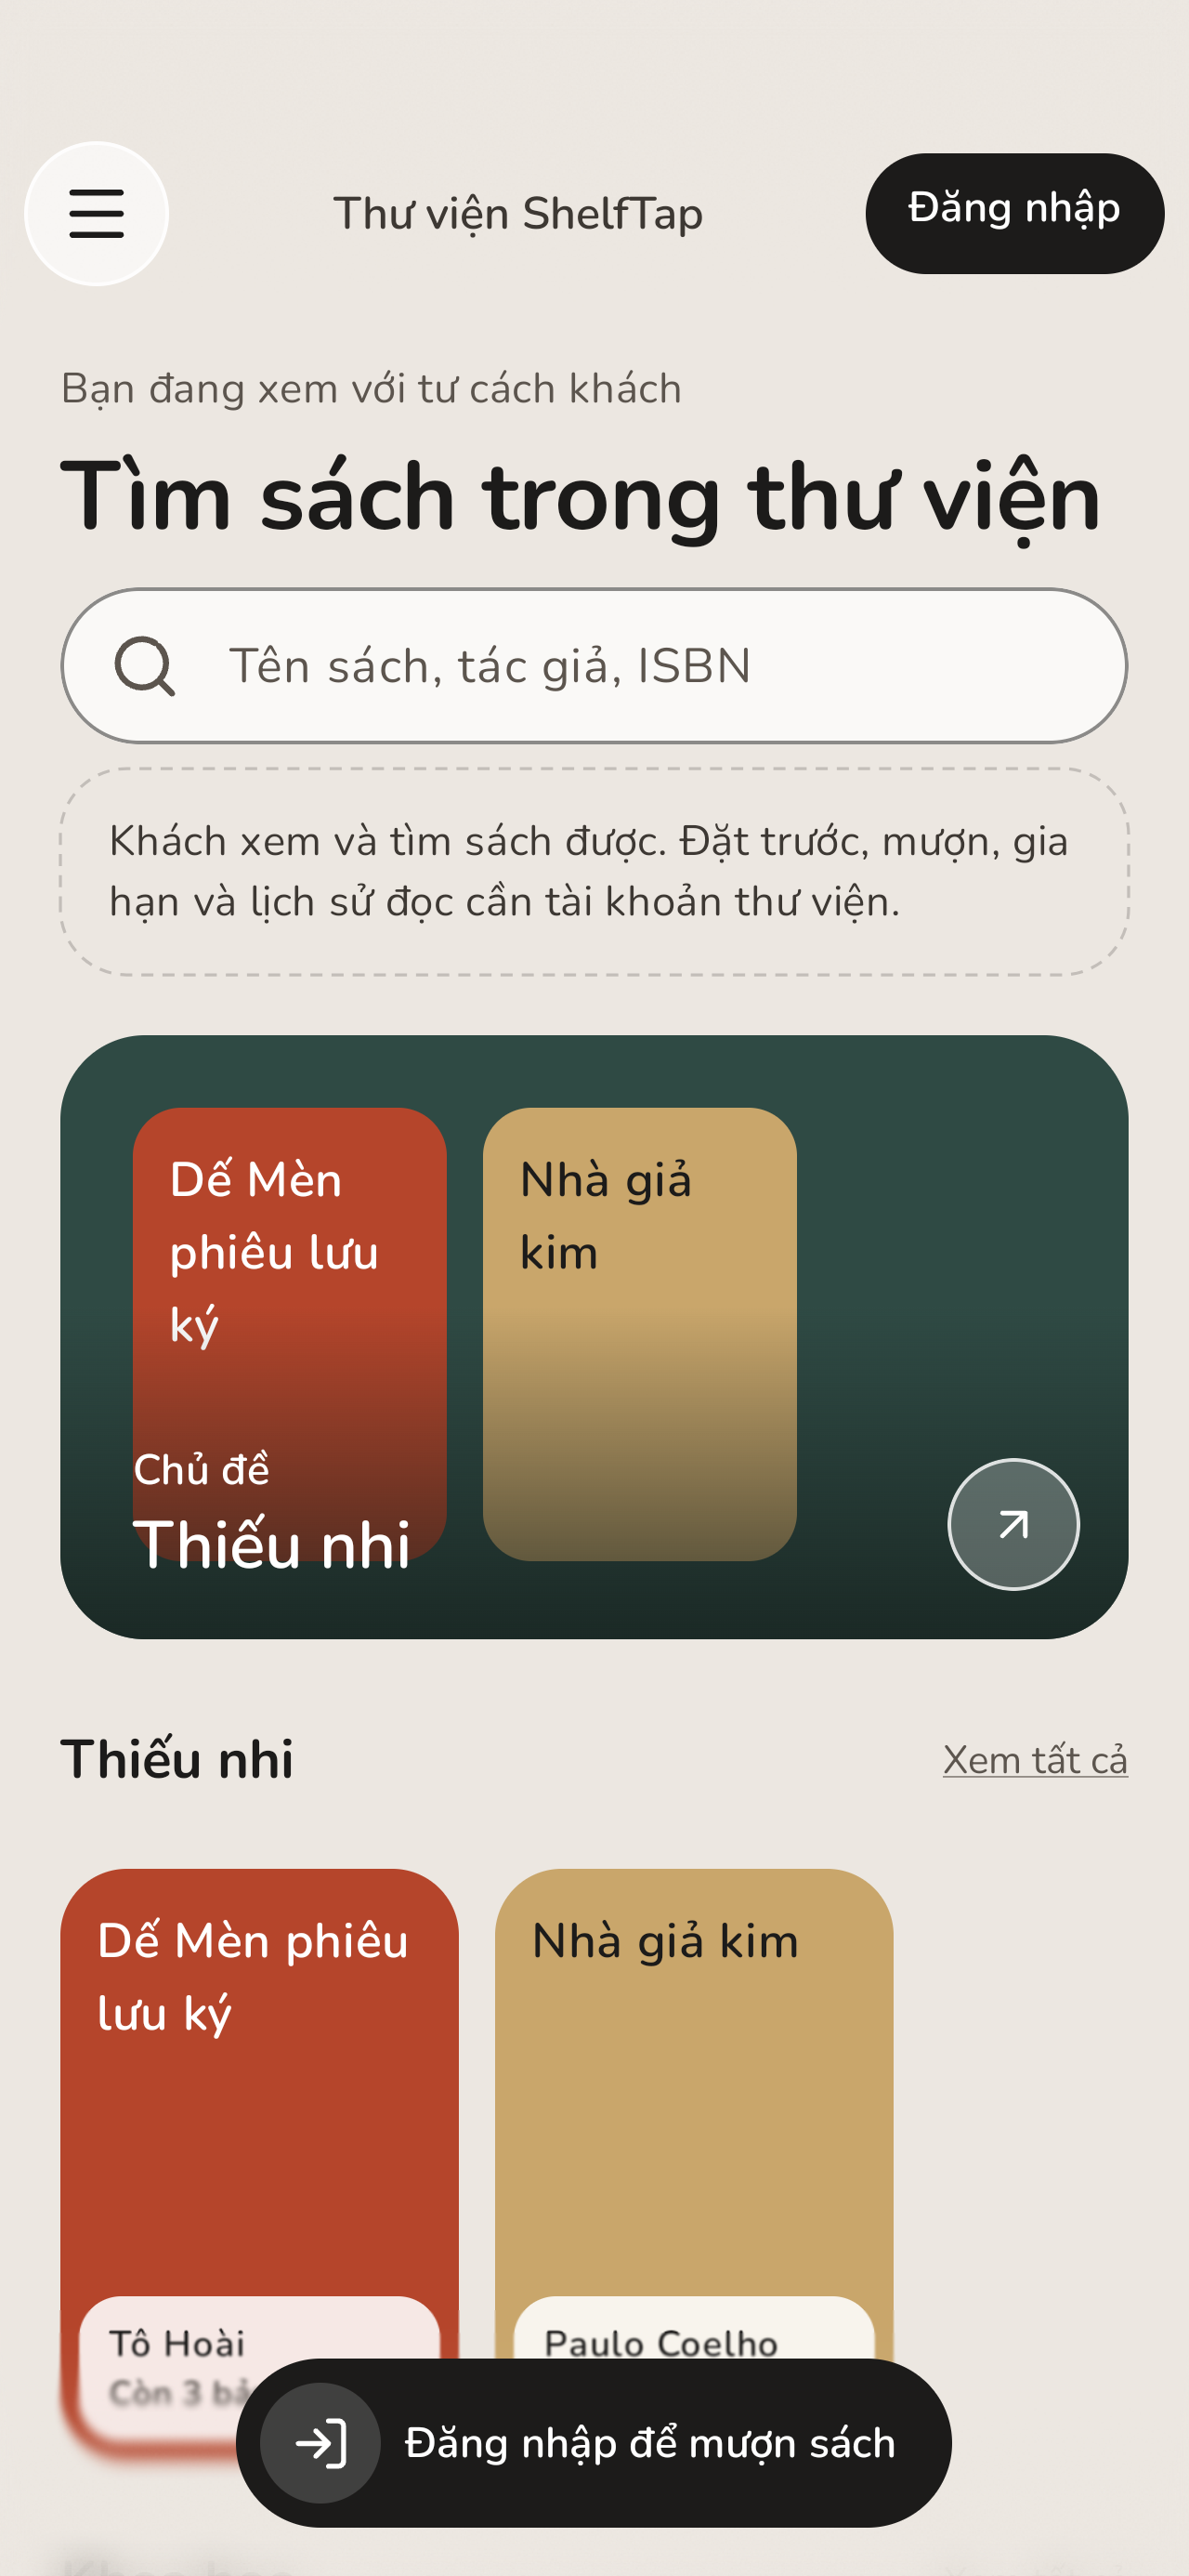 Thư viện ShelfTap
Đăng nhập
Bạn đang xem với tư cách khách
Tìm sách trong thư viện
Tên sách, tác giả, ISBN
Khách xem và tìm sách được. Đặt trước, mượn, gia
hạn và lịch sử đọc cần tài khoản thư viện.
Dế Mèn
phiêu lưu
ký
Nhà giả
kim
Chủ đề
Thiếu nhi
Thiếu nhi
Xem tất cả
Dế Mèn phiêu
lưu ký
Nhà giả kim
Tô Hoài
Còn 3
Paulo Coelho
Đăng nhập để mượn sách